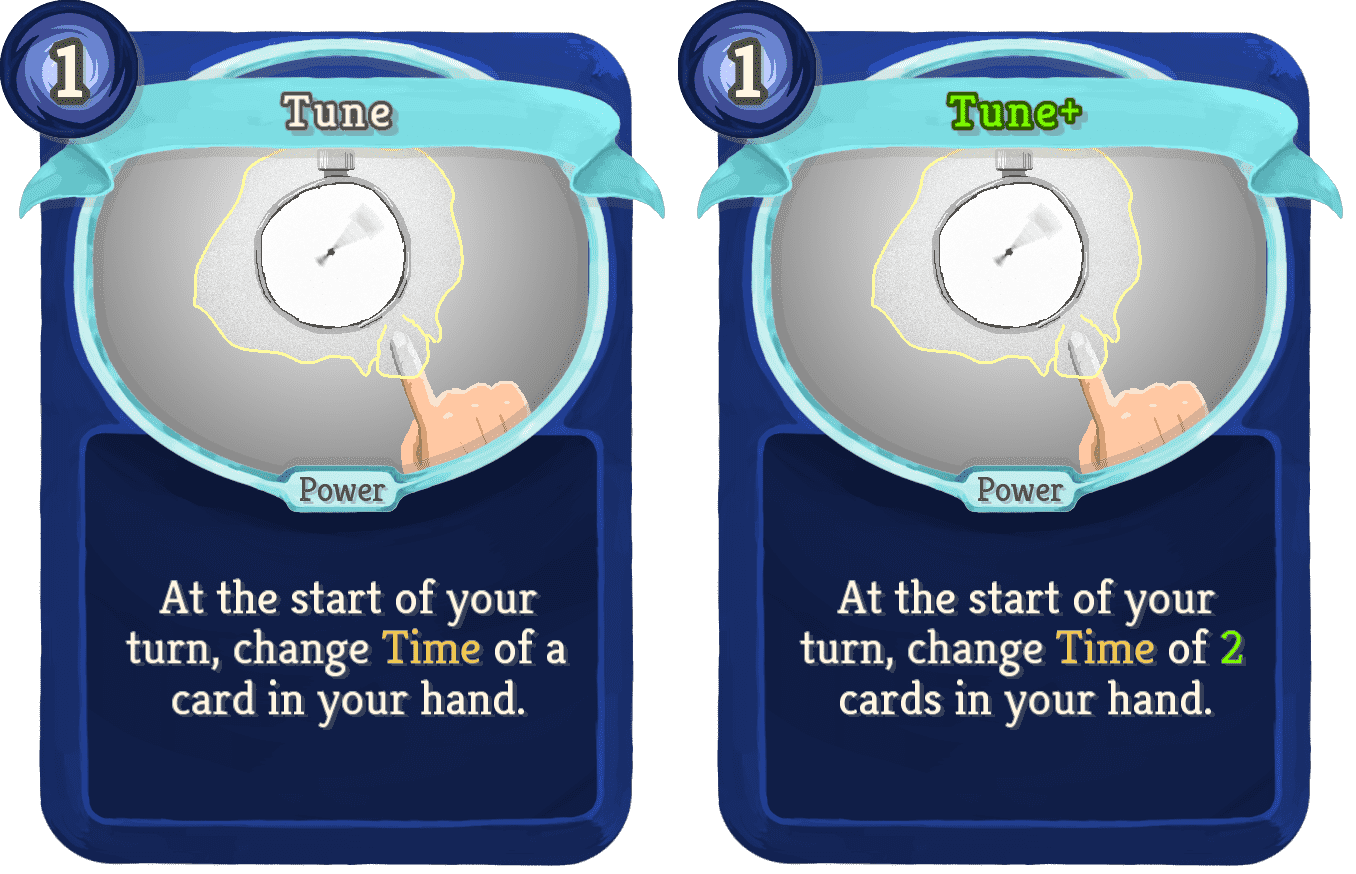 1
Tune
Power
At the start of your
turn, change Time of a
card in your hand.
1
Tune+
Power
At the start of your
turn, change Time of 2
cards in your hand.